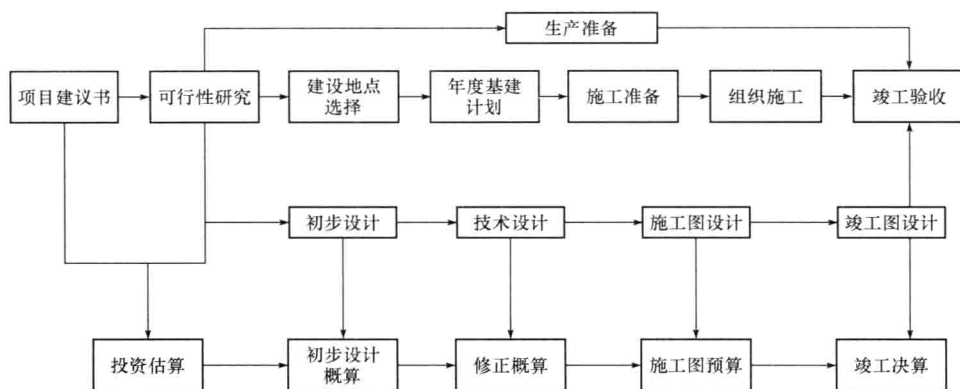 生产准备
项目建议书
可行性研究
建设地点
选择
年度基建
计划
施工准备
组织施工
竣工验收
初步设计
技术设计
施工图设计
竣工图设计
投资估算
初步设计
概算
修正概算
施工图预算
竣工决算